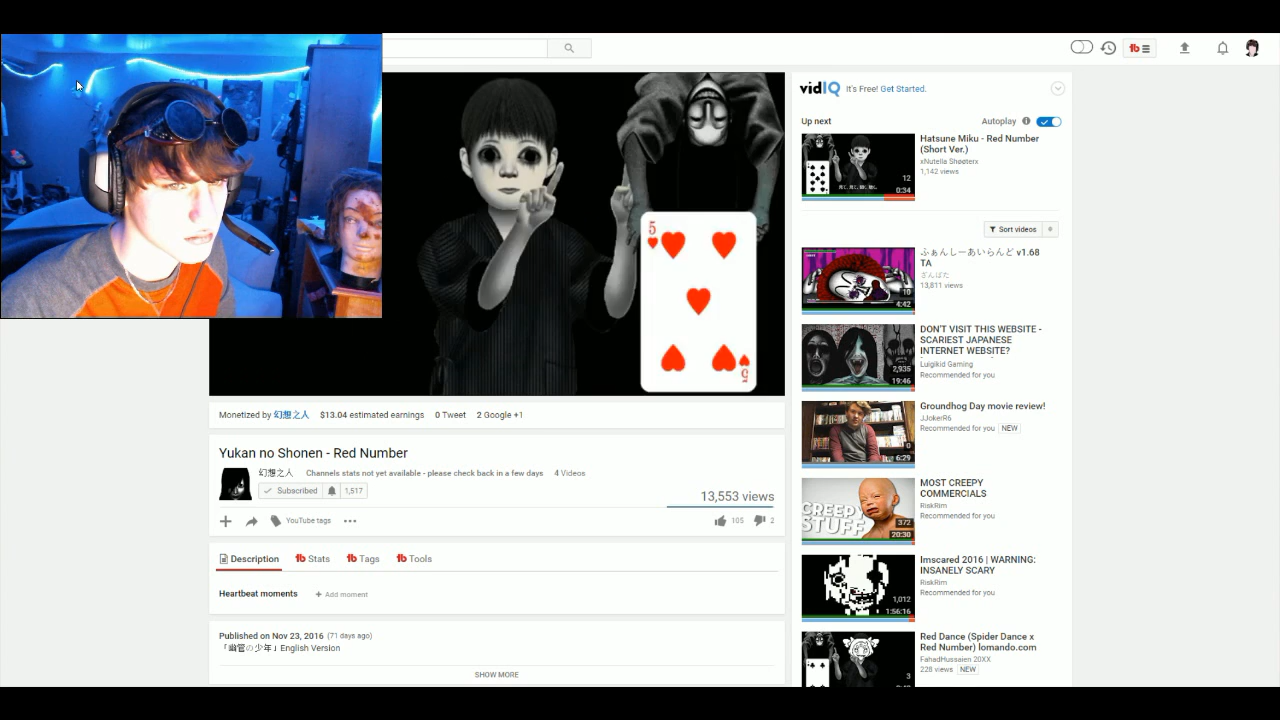 5
5
Monetized by 幻想之人 $13.04 estimated earnings 0 Tweet 2 Google +1
Yukan no Shonen - Red Number
幻想之人 Channels stats not yet available - please check back in a few days 4 Videos
Subscribed 1,517
13,553 views
YouTube tags
105 2
Description Stats Tags Tools
Heartbeat moments Add moment
Published on Nov 23, 2016 (71 days ago)
English Version
SHOW MORE
vidIQ It's Free! Get Started.
Up next Autoplay
Hatsune Miku - Red Number
(Short Ver.)
xNutella Shøøterx
1,142 views
12
0:34
Sort videos
ふぁんしーあいらんど v1.68
TA
ざんぱた
13,811 views
10
4:42
DON'T VISIT THIS WEBSITE -
SCARIEST JAPANESE
INTERNET WEBSITE?
Luigikid Gaming
Recommended for you
2,935
19:46
Groundhog Day movie review!
JJokerR6
Recommended for you NEW
0
6:29
MOST CREEPY
COMMERCIALS
RiskRim
Recommended for you
CREEPY
STUFF
372
20:30
Imscared 2016 | WARNING:
INSANELY SCARY
RiskRim
Recommended for you
1,012
1:56:16
Red Dance (Spider Dance x
Red Number) lomando.com
FahadHussaien 20XX
228 views NEW
3